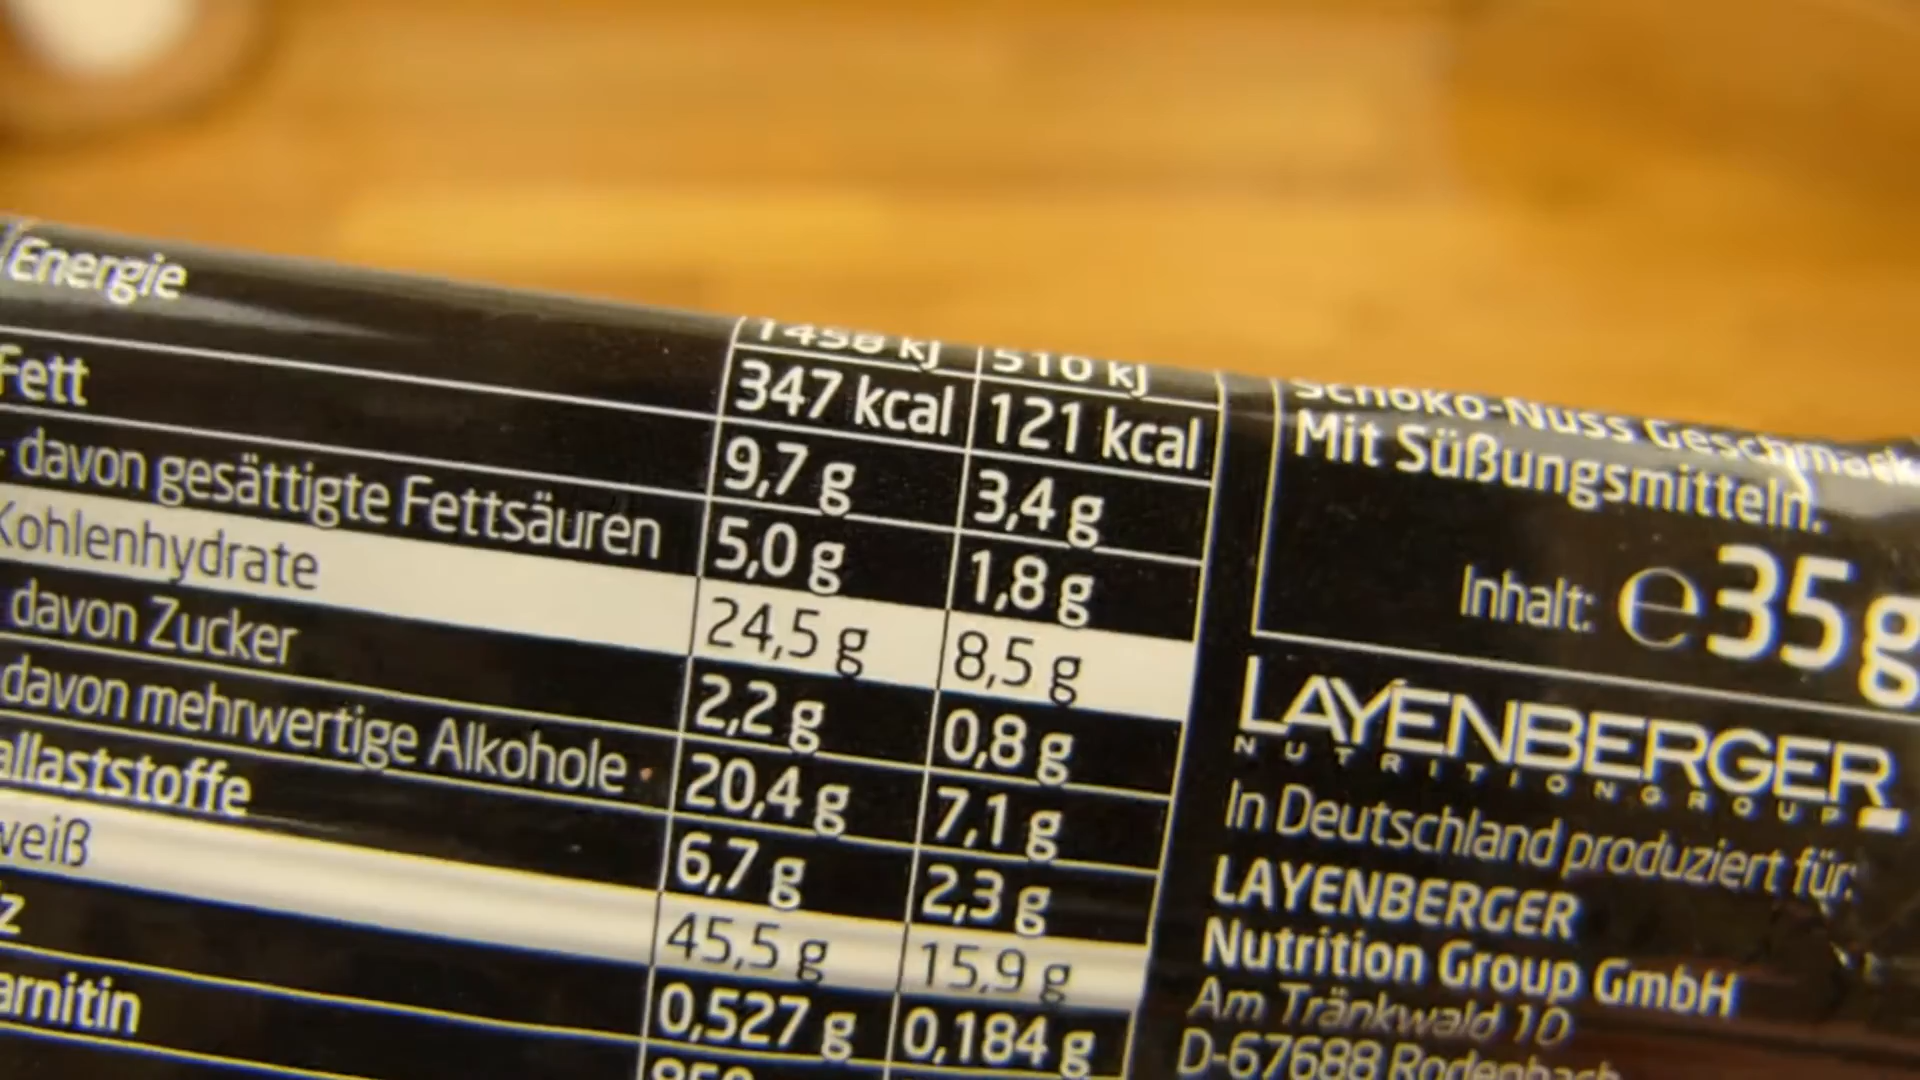 Energie 1458 kJ 510 kJ
347 kcal 121 kcal
Fett 9,7 g 3,4 g
- davon gesättigte Fettsäuren 5,0 g 1,8 g
Kohlenhydrate 24,5 g 8,5 g
davon Zucker 2,2 g 0,8 g
davon mehrwertige Alkohole 20,4 g 7,1 g
allaststoffe 6,7 g 2,3 g
weiß 45,5 g 15,9 g
z 0,527 g 0,184 g
arnitin
Schoko-Nuss Geschmack
Mit Süßungsmitteln.
Inhalt: ℮35g
LAYENBERGER
NUTRITIONGROUP
In Deutschland produziert für:
LAYENBERGER
Nutrition Group GmbH
Am Tränkwald 10
D-67688 Rodenbach